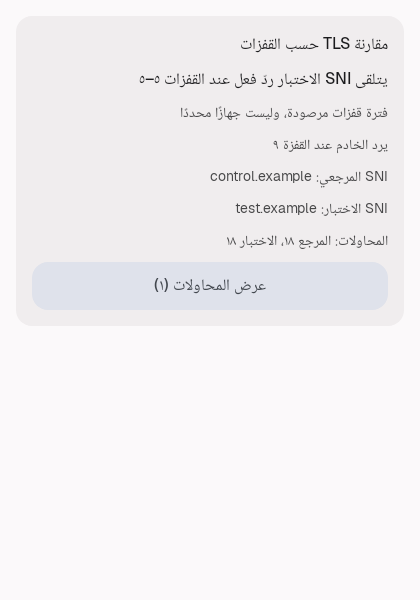 مقارنة TLS حسب القفزات
يتلقى SNI الاختبار ردّ فعل عند القفزات ٥–٥
فترة قفزات مرصودة، وليست جهازًا محددًا
يرد الخادم عند القفزة ٩
SNI المرجعي: control.example
SNI الاختبار: test.example
المحاولات: المرجع ١٨، الاختبار ١٨
عرض المحاولات (١)